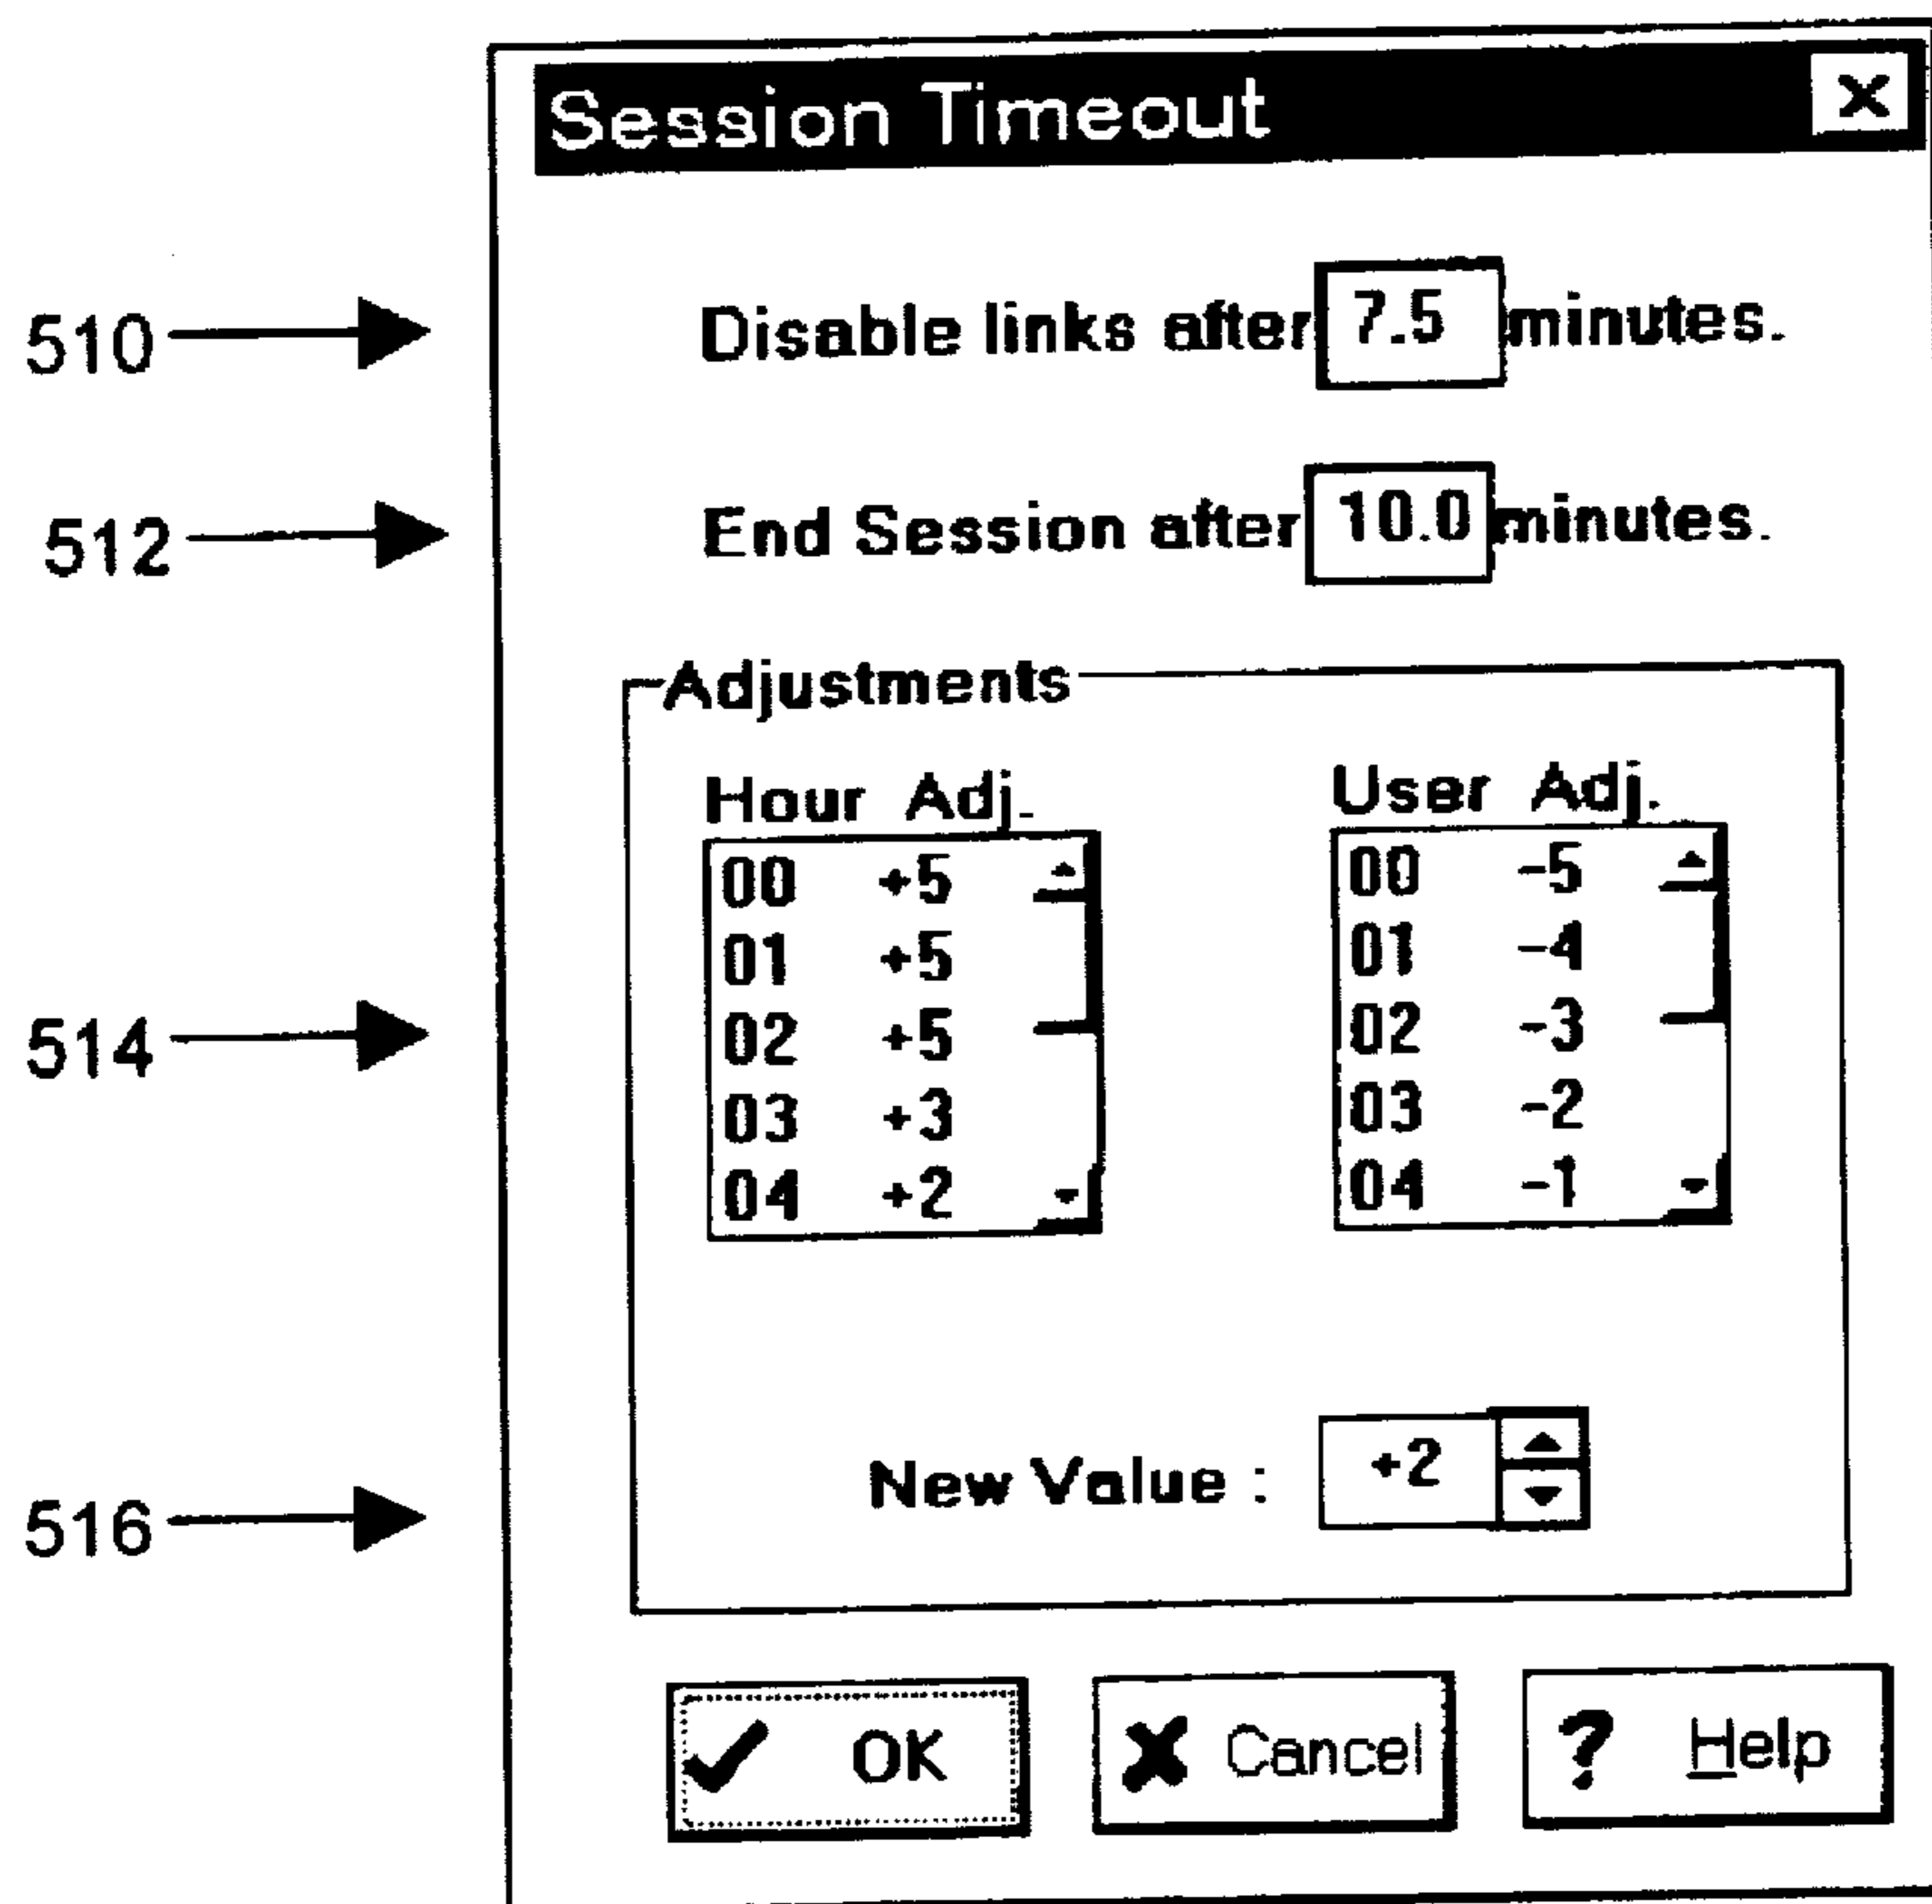 Session Timeout
510 Disable links after 7.5 minutes.
512 End Session after 10.0 minutes.
Adjustments
Hour Adj. User Adj.
00 +5 00 -5
01 +5 01 -4
514 02 +5 02 -3
03 +3 03 -2
04 +2 04 -1
516 New Value : +2
OK Cancel Help